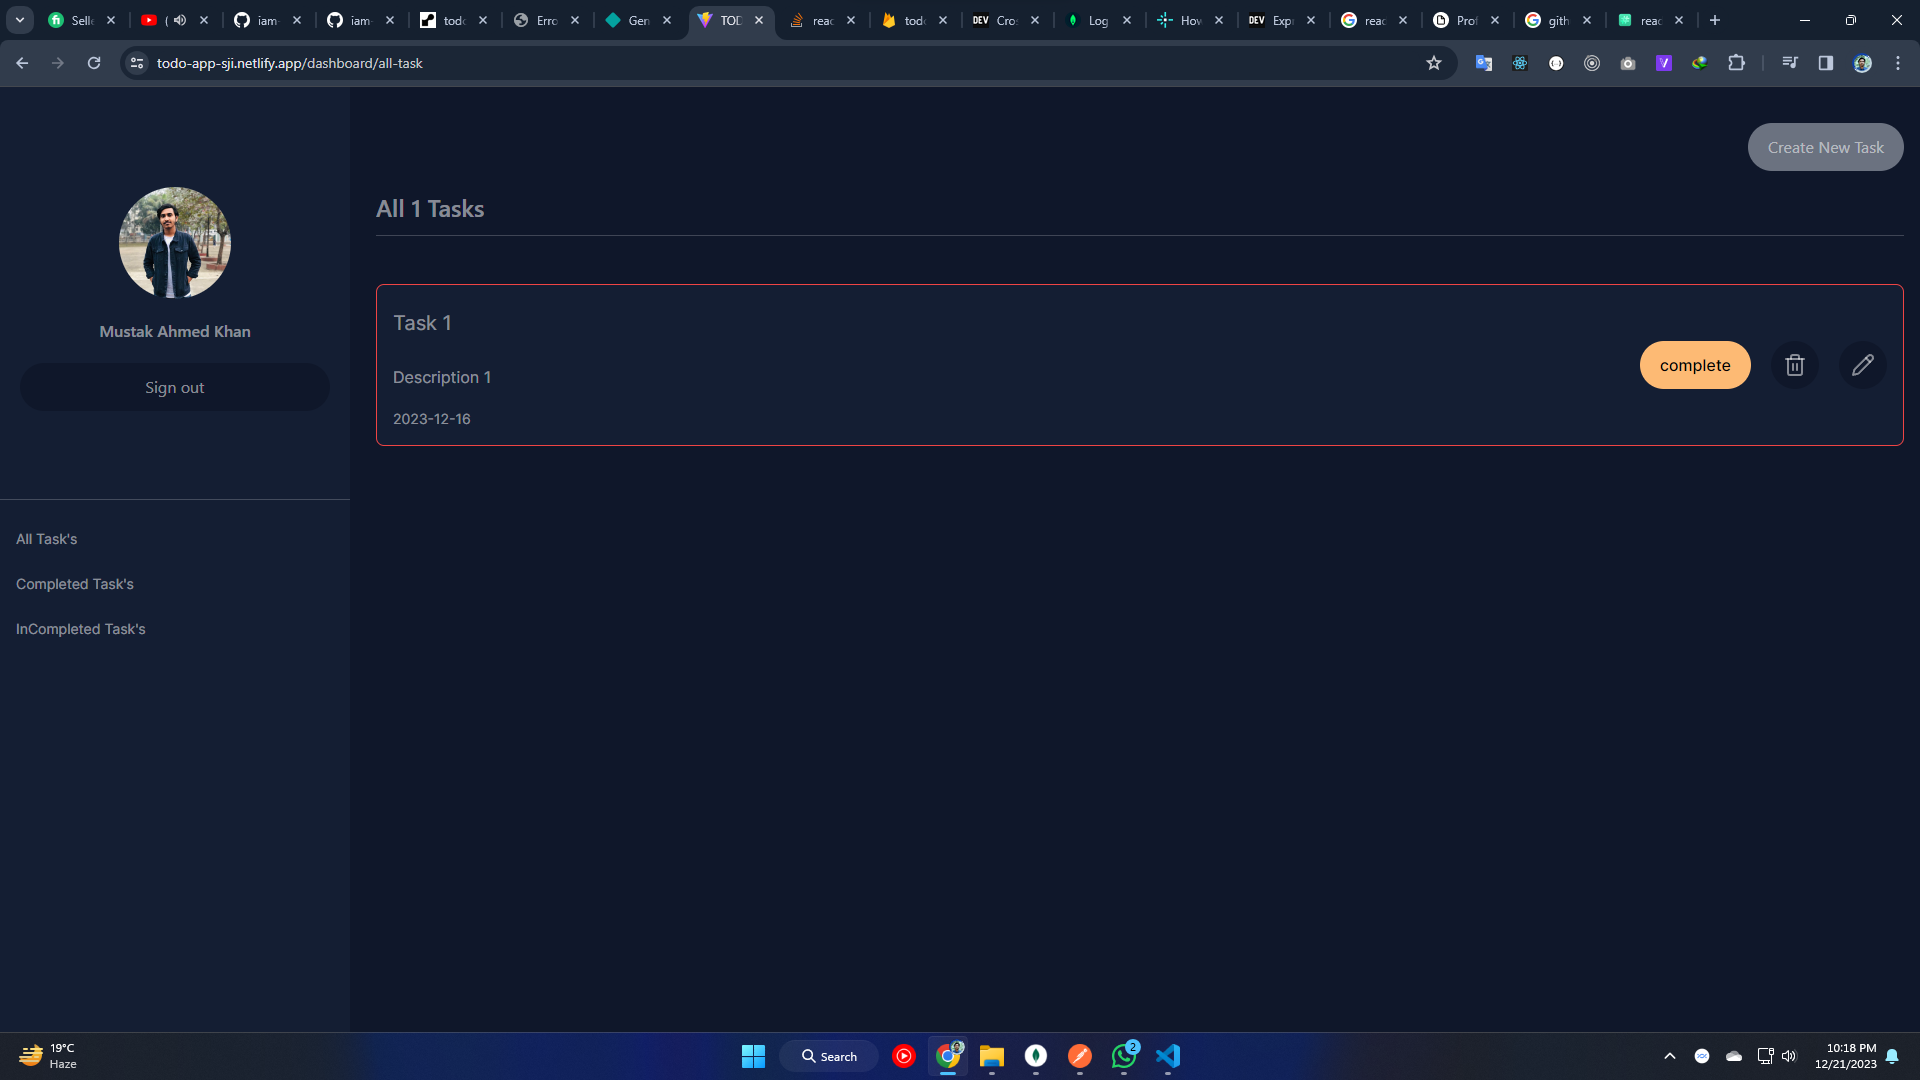 Selle
(
iam-
iam-
todo
Erro
Gen
TOD
reac
todo
DEV Cros
Log
How
DEV Expr
reac
Prof
gith
reac
todo-app-sji.netlify.app/dashboard/all-task
Create New Task
All 1 Tasks
Mustak Ahmed Khan
Sign out
Task 1
Description 1
2023-12-16
complete
All Task's
Completed Task's
InCompleted Task's
19°C
Haze
Search
2
10:18 PM
12/21/2023